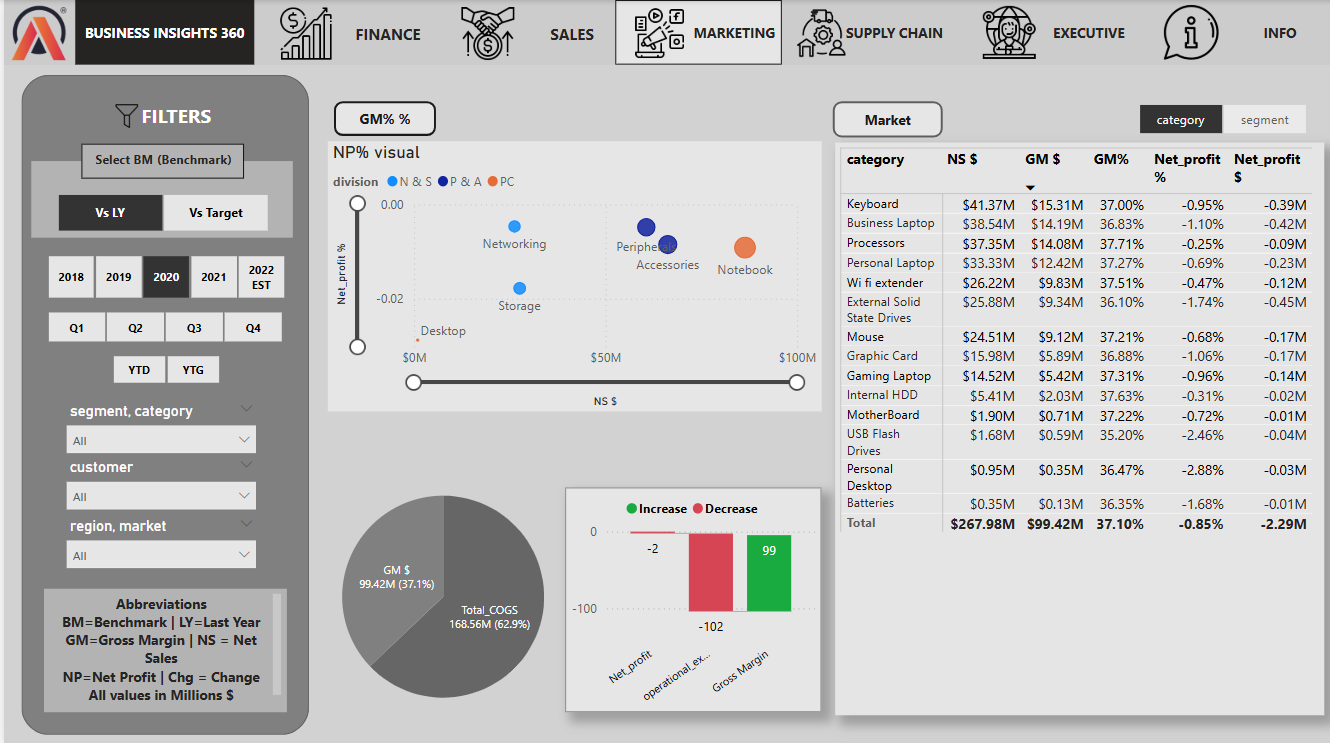 BUSINESS INSIGHTS 360
FINANCE
SALES
MARKETING
SUPPLY CHAIN
EXECUTIVE
INFO
FILTERS
Select BM (Benchmark)
Vs LY Vs Target
2018 2019 2020 2021 2022 EST
Q1 Q2 Q3 Q4
YTD YTG
segment, category
All
customer
All
region, market
All
Abbreviations
BM=Benchmark | LY=Last Year
GM=Gross Margin | NS = Net
Sales
NP=Net Profit | Chg = Change
All values in Millions $
GM% %
NP% visual
division N & S P & A PC
0.00
-0.02
Net_profit %
Networking
Storage
Desktop
Peripherals
Accessories
Notebook
$0M $50M $100M
NS $
GM $
99.42M (37.1%)
Total_COGS
168.56M (62.9%)
Increase Decrease
0
-100
-2
-102
99
Net_profit
operational_ex...
Gross Margin
Market
category segment
category NS $ GM $ GM% Net_profit % Net_profit $
Keyboard $41.37M $15.31M 37.00% -0.95% -0.39M
Business Laptop $38.54M $14.19M 36.83% -1.10% -0.42M
Processors $37.35M $14.08M 37.71% -0.25% -0.09M
Personal Laptop $33.33M $12.42M 37.27% -0.69% -0.23M
Wi fi extender $26.22M $9.83M 37.51% -0.47% -0.12M
External Solid State Drives $25.88M $9.34M 36.10% -1.74% -0.45M
Mouse $24.51M $9.12M 37.21% -0.68% -0.17M
Graphic Card $15.98M $5.89M 36.88% -1.06% -0.17M
Gaming Laptop $14.52M $5.42M 37.31% -0.96% -0.14M
Internal HDD $5.41M $2.03M 37.63% -0.31% -0.02M
MotherBoard $1.90M $0.71M 37.22% -0.72% -0.01M
USB Flash Drives $1.68M $0.59M 35.20% -2.46% -0.04M
Personal Desktop $0.95M $0.35M 36.47% -2.88% -0.03M
Batteries $0.35M $0.13M 36.35% -1.68% -0.01M
Total $267.98M $99.42M 37.10% -0.85% -2.29M